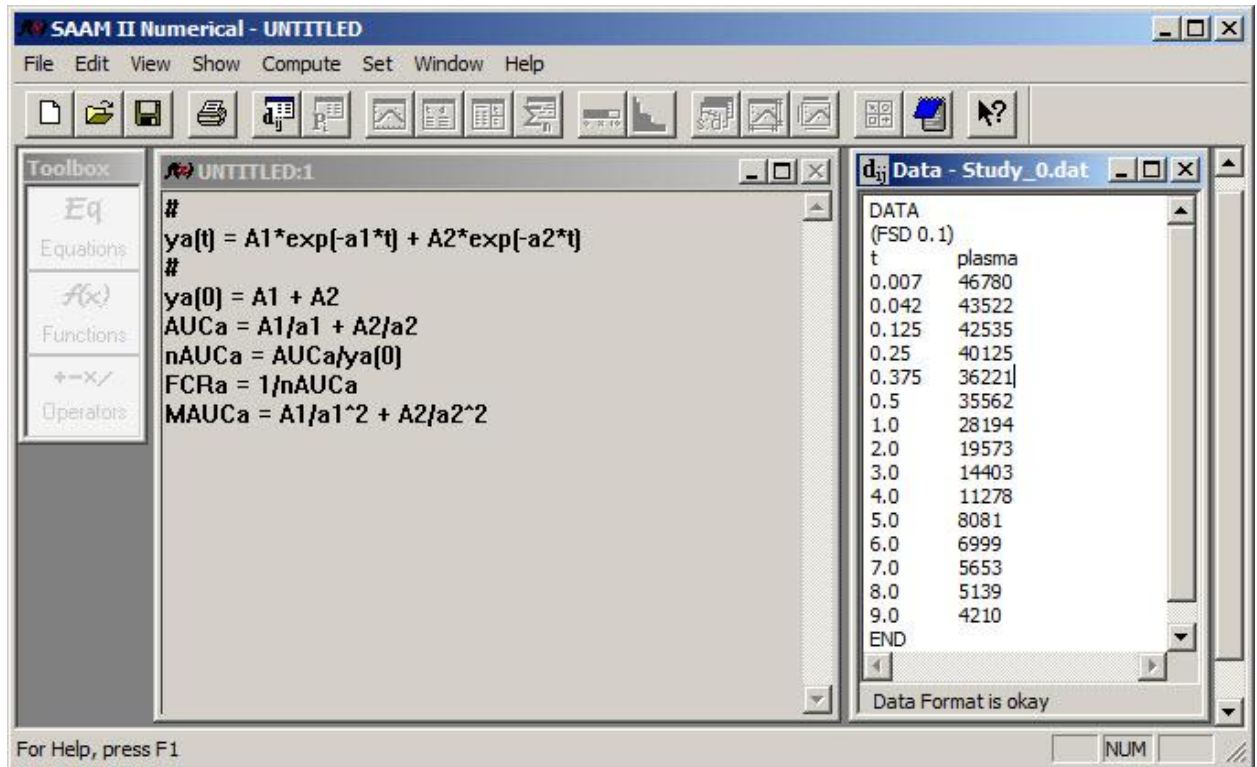 SAAM II Numerical - UNTITLED
File Edit View Show Compute Set Window Help
Toolbox
Eq
Equations
f(x)
Functions
+−×/
Operators
f(x) UNTITLED:1
#
ya(t) = A1*exp(-a1*t) + A2*exp(-a2*t)
#
ya(0) = A1 + A2
AUCa = A1/a1 + A2/a2
nAUCa = AUCa/ya(0)
FCRa = 1/nAUCa
MAUCa = A1/a1^2 + A2/a2^2
dij Data - Study_0.dat
DATA
(FSD 0.1)
t plasma
0.007 46780
0.042 43522
0.125 42535
0.25 40125
0.375 36221
0.5 35562
1.0 28194
2.0 19573
3.0 14403
4.0 11278
5.0 8081
6.0 6999
7.0 5653
8.0 5139
9.0 4210
END
Data Format is okay
For Help, press F1
NUM